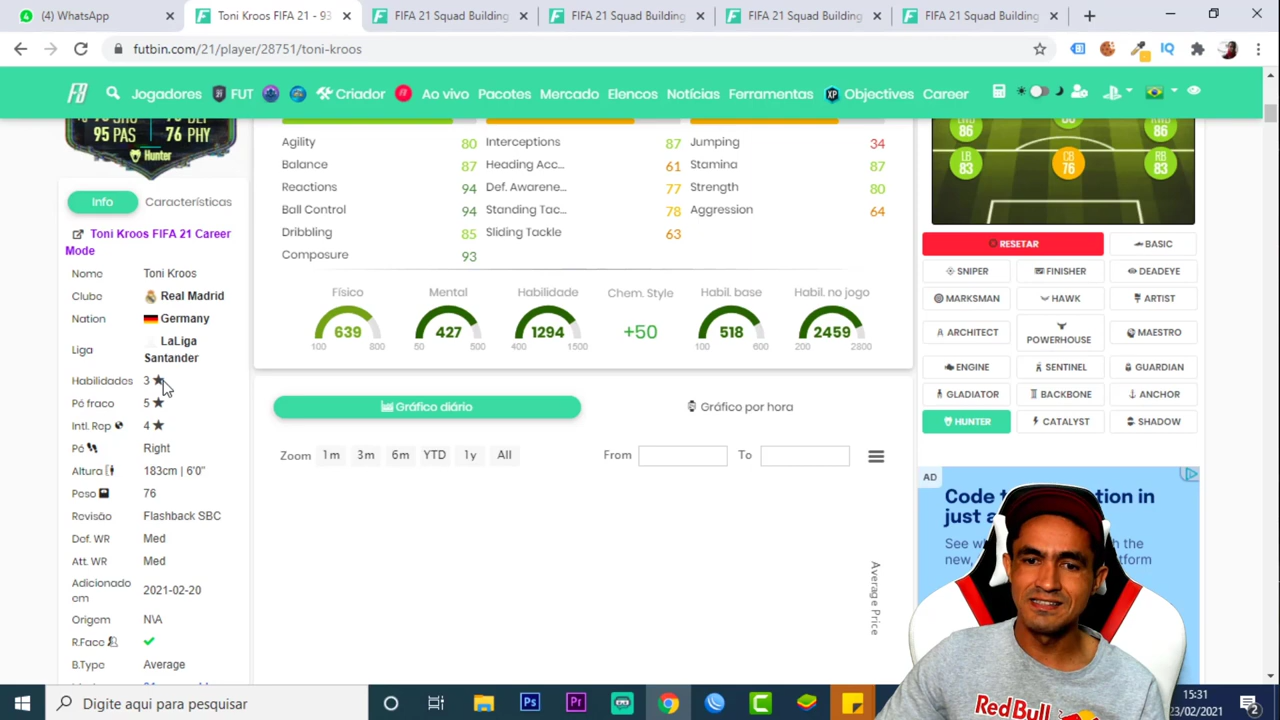 (4) WhatsApp
Toni Kroos FIFA 21 - 93
FIFA 21 Squad Building
FIFA 21 Squad Building
FIFA 21 Squad Building
FIFA 21 Squad Building
futbin.com/21/player/28751/toni-kroos
IQ
Jogadores
FUT
Criador
Ao vivo
Pacotes
Mercado
Elencos
Notícias
Ferramentas
XP
Objectives
Career
95 PAS
76 PHY
Hunter
Info
Características
Toni Kroos FIFA 21 Career Mode
Nome Toni Kroos
Clube Real Madrid
Nation Germany
Liga LaLiga Santander
Habilidades 3
Pé fraco 5
Intl. Rep 4
Pé Right
Altura 183cm | 6'0"
Peso 76
Revisão Flashback SBC
Def. WR Med
Att. WR Med
Adicionado em 2021-02-20
Origem N\A
R.Face
B.Type Average
Agility 80
Balance 87
Reactions 94
Ball Control 94
Dribbling 85
Composure 93
Interceptions 87
Heading Acc... 61
Def. Awarene... 77
Standing Tac... 78
Sliding Tackle 63
Jumping 34
Stamina 87
Strength 80
Aggression 64
Físico 639 100 800
Mental 427 50 500
Habilidade 1294 400 1500
Chem. Style +50
Habil. base 518 100 600
Habil. no jogo 2459 200 2800
Gráfico diário
Gráfico por hora
Zoom 1m 3m 6m YTD 1y All
From
To
Average Price
86
86
LB 83
CB 76
RB 83
RESETAR
BASIC
SNIPER
FINISHER
DEADEYE
MARKSMAN
HAWK
ARTIST
ARCHITECT
POWERHOUSE
MAESTRO
ENGINE
SENTINEL
GUARDIAN
GLADIATOR
BACKBONE
ANCHOR
HUNTER
CATALYST
SHADOW
AD
RedBull
Digite aqui para pesquisar
Ps
Pr
15:31
23/02/2021
2